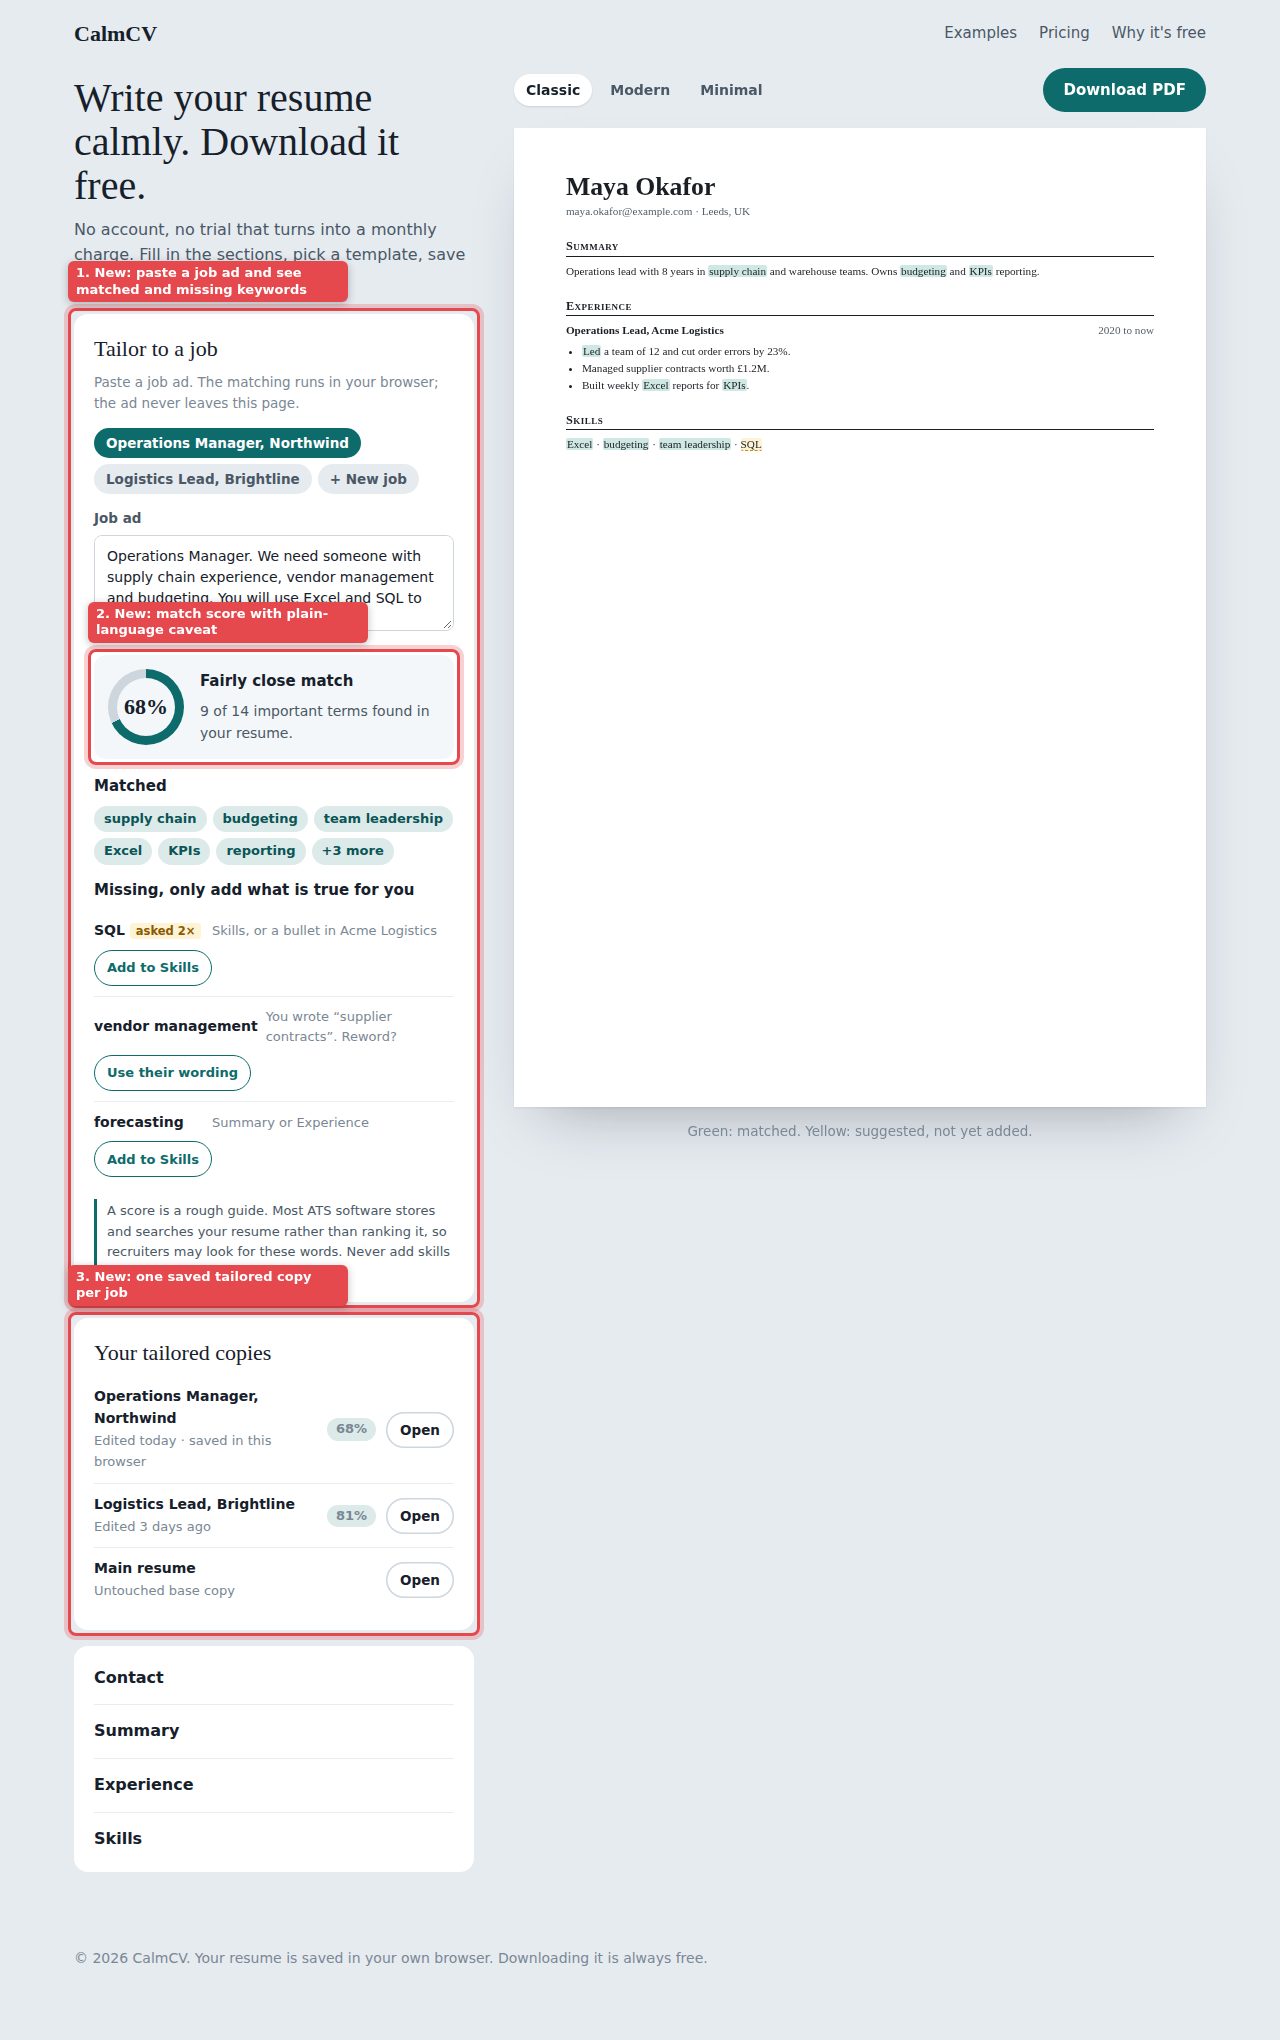 CalmCV
Examples Pricing Why it's free
Write your resume
calmly. Download it
free.
No account, no trial that turns into a monthly
charge. Fill in the sections, pick a template, save
1. New: paste a job ad and see
matched and missing keywords
Tailor to a job
Paste a job ad. The matching runs in your browser;
the ad never leaves this page.
Operations Manager, Northwind
Logistics Lead, Brightline
+ New job
Job ad
Operations Manager. We need someone with
supply chain experience, vendor management
and budgeting. You will use Excel and SQL to
2. New: match score with plain-
language caveat
68%
Fairly close match
9 of 14 important terms found in
your resume.
Matched
supply chain budgeting team leadership
Excel KPIs reporting +3 more
Missing, only add what is true for you
SQL asked 2× Skills, or a bullet in Acme Logistics
Add to Skills
vendor management You wrote “supplier
contracts”. Reword?
Use their wording
forecasting Summary or Experience
Add to Skills
A score is a rough guide. Most ATS software stores
and searches your resume rather than ranking it, so
recruiters may look for these words. Never add skills
3. New: one saved tailored copy
per job
Your tailored copies
Operations Manager,
Northwind
Edited today · saved in this
browser
68% Open
Logistics Lead, Brightline
Edited 3 days ago
81% Open
Main resume
Untouched base copy
Open
Contact
Summary
Experience
Skills
Classic Modern Minimal
Download PDF
Maya Okafor
maya.okafor@example.com · Leeds, UK
Summary
Operations lead with 8 years in supply chain and warehouse teams. Owns budgeting and KPIs reporting.
Experience
Operations Lead, Acme Logistics 2020 to now
• Led a team of 12 and cut order errors by 23%.
• Managed supplier contracts worth £1.2M.
• Built weekly Excel reports for KPIs.
Skills
Excel · budgeting · team leadership · SQL
Green: matched. Yellow: suggested, not yet added.
© 2026 CalmCV. Your resume is saved in your own browser. Downloading it is always free.